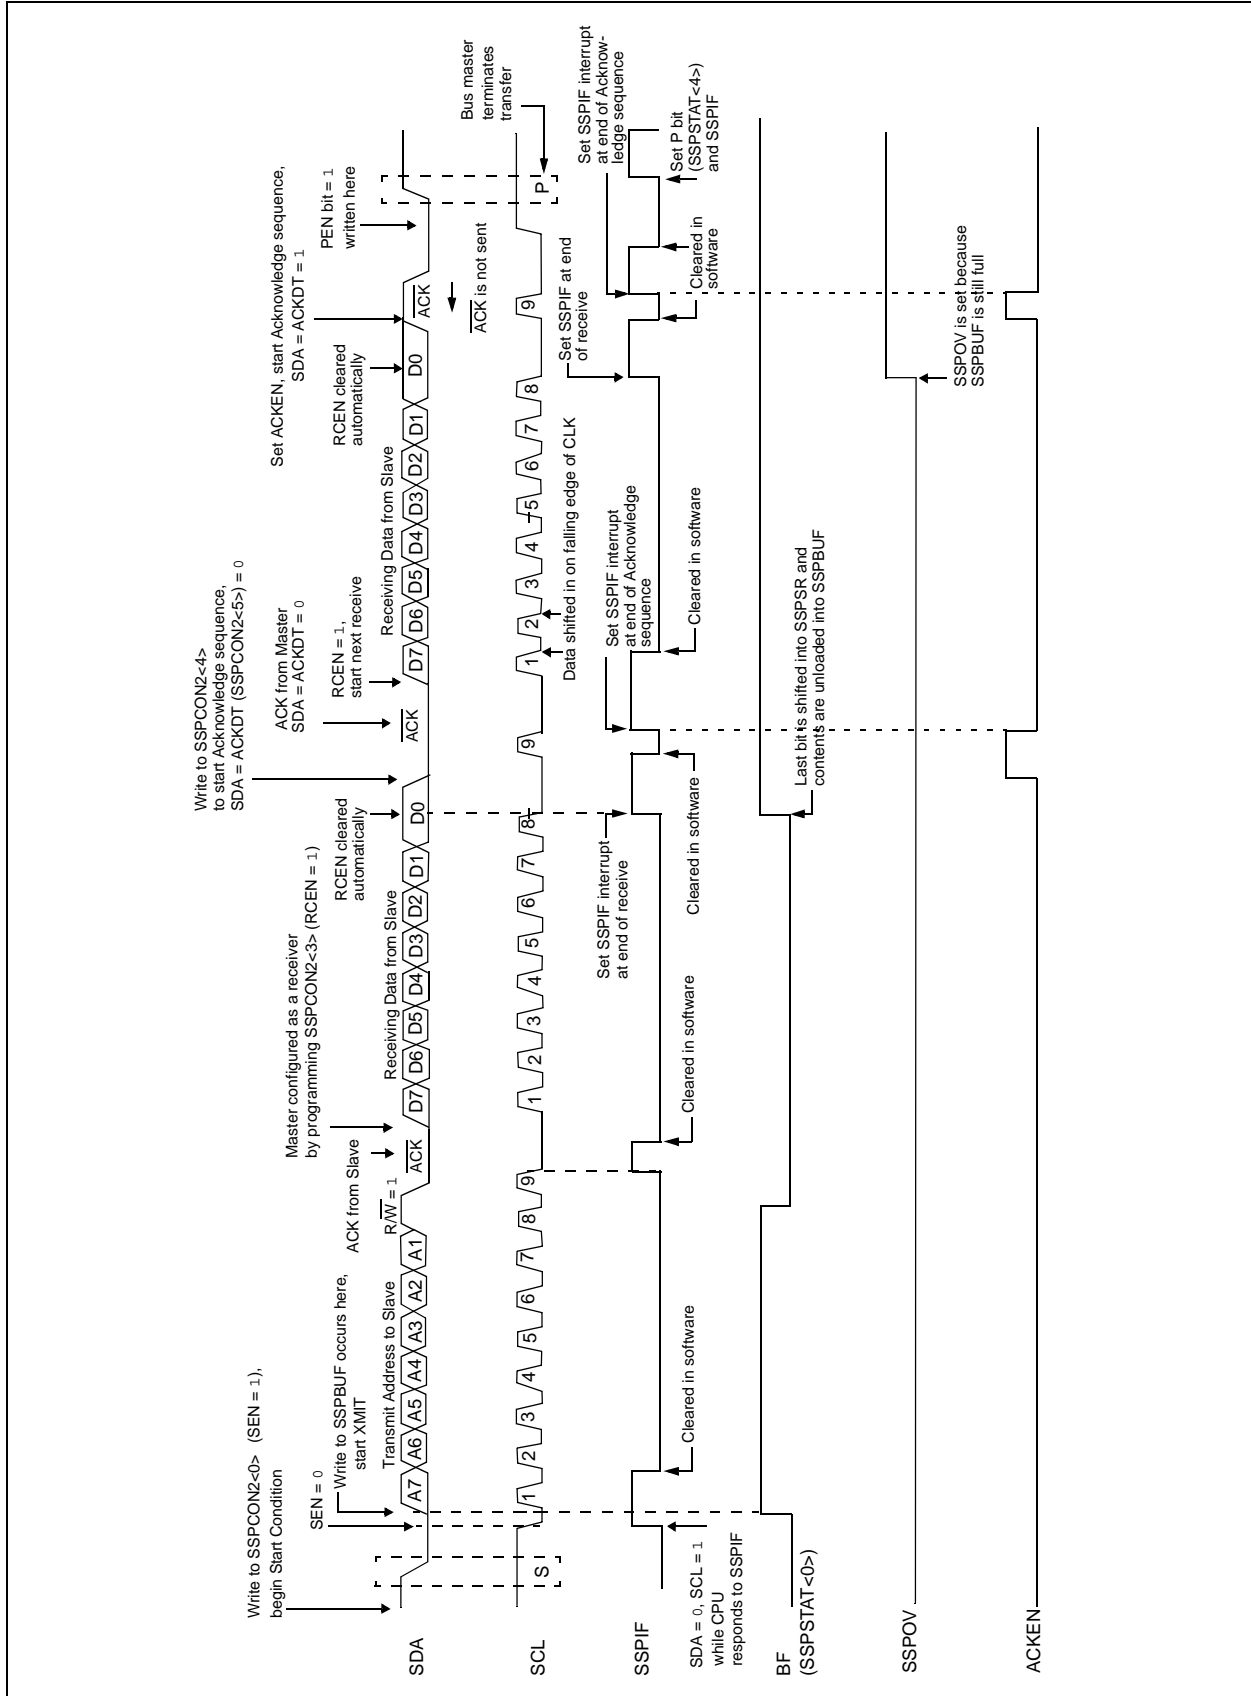 Write to SSPCON2<0> (SEN = 1),
begin Start Condition
SEN = 0
Write to SSPBUF occurs here,
start XMIT
Transmit Address to Slave
ACK from Slave
R/W = 1
Master configured as a receiver
by programming SSPCON2<3> (RCEN = 1)
Receiving Data from Slave
RCEN cleared
automatically
Write to SSPCON2<4>
to start Acknowledge sequence,
SDA = ACKDT (SSPCON2<5>) = 0
ACK from Master
SDA = ACKDT = 0
RCEN = 1,
start next receive
Receiving Data from Slave
RCEN cleared
automatically
Set ACKEN, start Acknowledge sequence,
SDA = ACKDT = 1
PEN bit = 1
written here
SDA
A7 A6 A5 A4 A3 A2 A1 ACK D7 D6 D5 D4 D3 D2 D1 D0 ACK D7 D6 D5 D4 D3 D2 D1 D0 ACK
ACK is not sent
Bus master
terminates
transfer
SCL
S 1 2 3 4 5 6 7 8 9 1 2 3 4 5 6 7 8 9 1 2 3 4 5 6 7 8 9 P
Data shifted in on falling edge of CLK
Set SSPIF interrupt
at end of receive
Set SSPIF interrupt
at end of Acknowledge
sequence
Set SSPIF at end
of receive
Set SSPIF interrupt
at end of Acknow-
ledge sequence
SSPIF
SDA = 0, SCL = 1
while CPU
responds to SSPIF
Cleared in software
Cleared in software
Cleared in software
Cleared in software
Cleared in
software
Set P bit
(SSPSTAT<4>)
and SSPIF
BF
(SSPSTAT<0>)
Last bit is shifted into SSPSR and
contents are unloaded into SSPBUF
SSPOV
SSPOV is set because
SSPBUF is still full
ACKEN